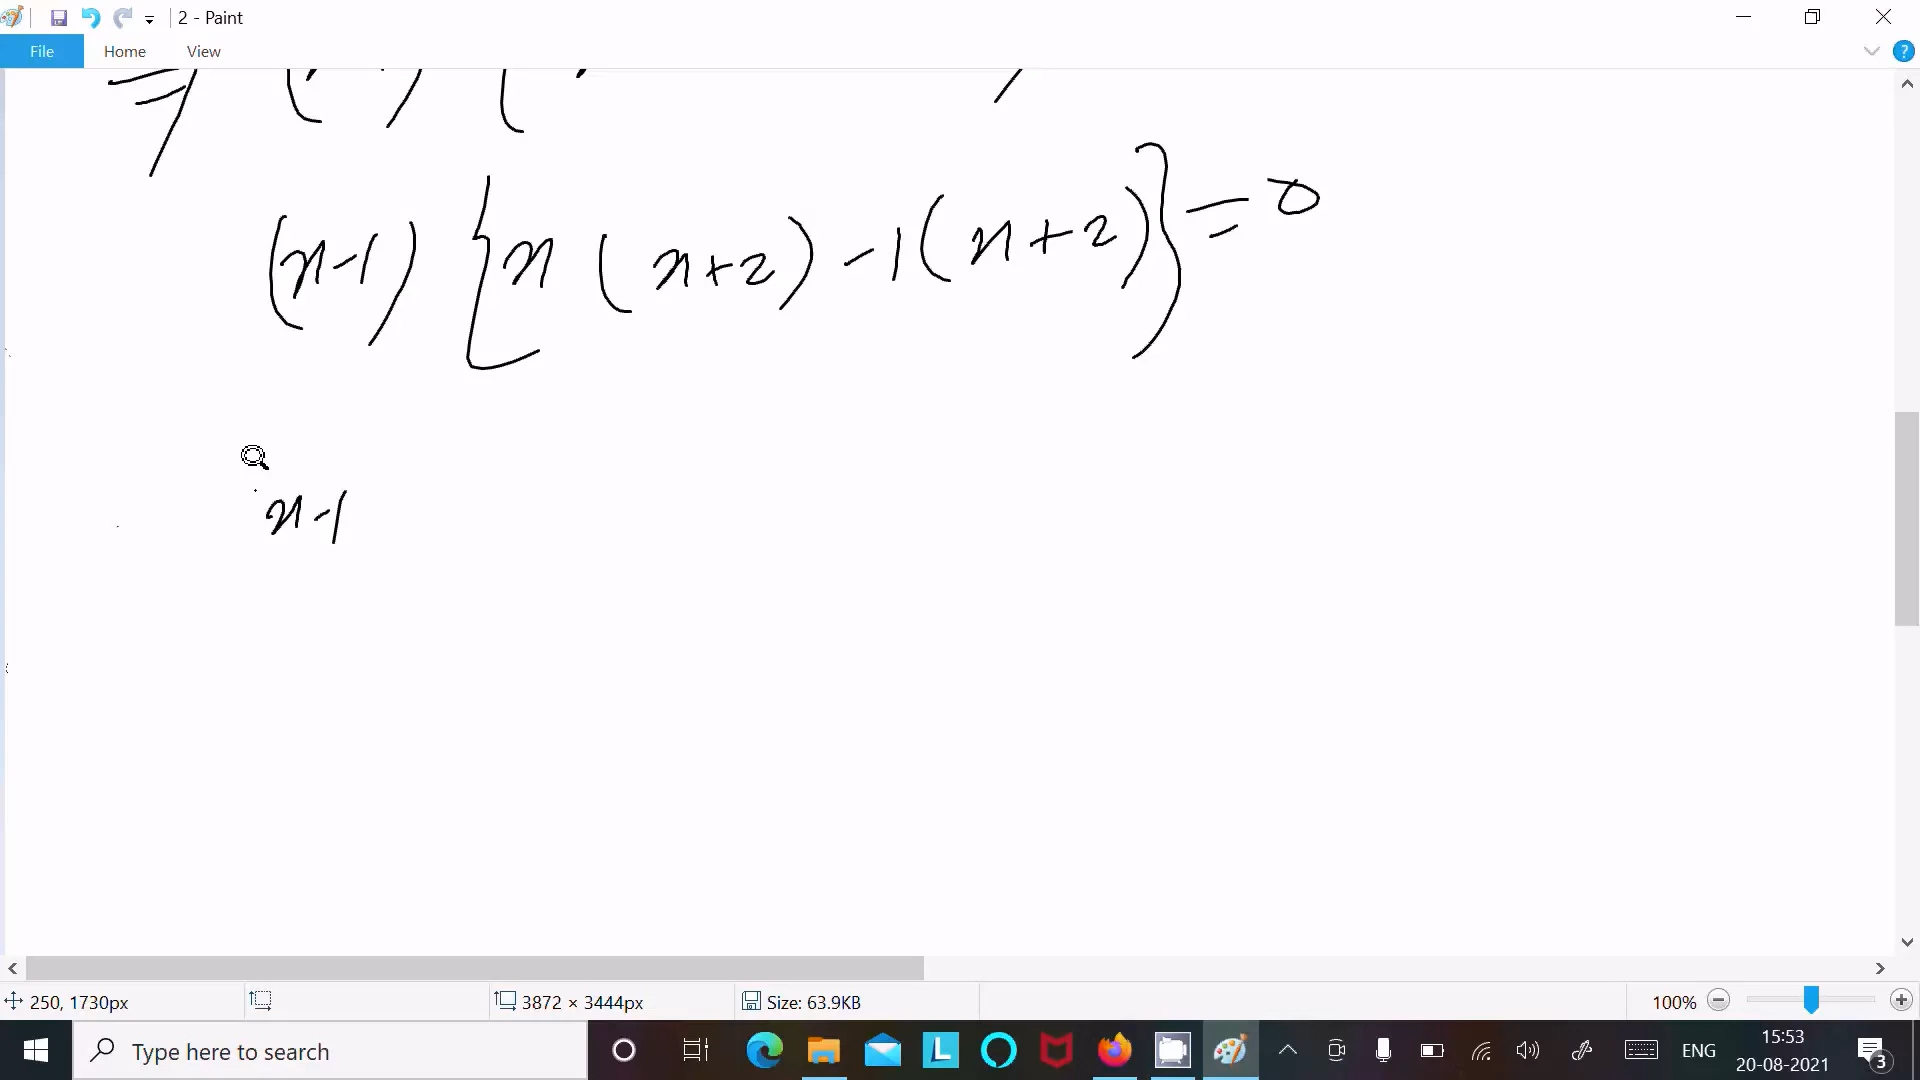 2 - Paint
File Home View
(x-1) {x (x+2) -1(x+2)} = 0
x-1
250, 1730px 3872 × 3444px Size: 63.9KB 100%
Type here to search ENG 15:53
20-08-2021 3